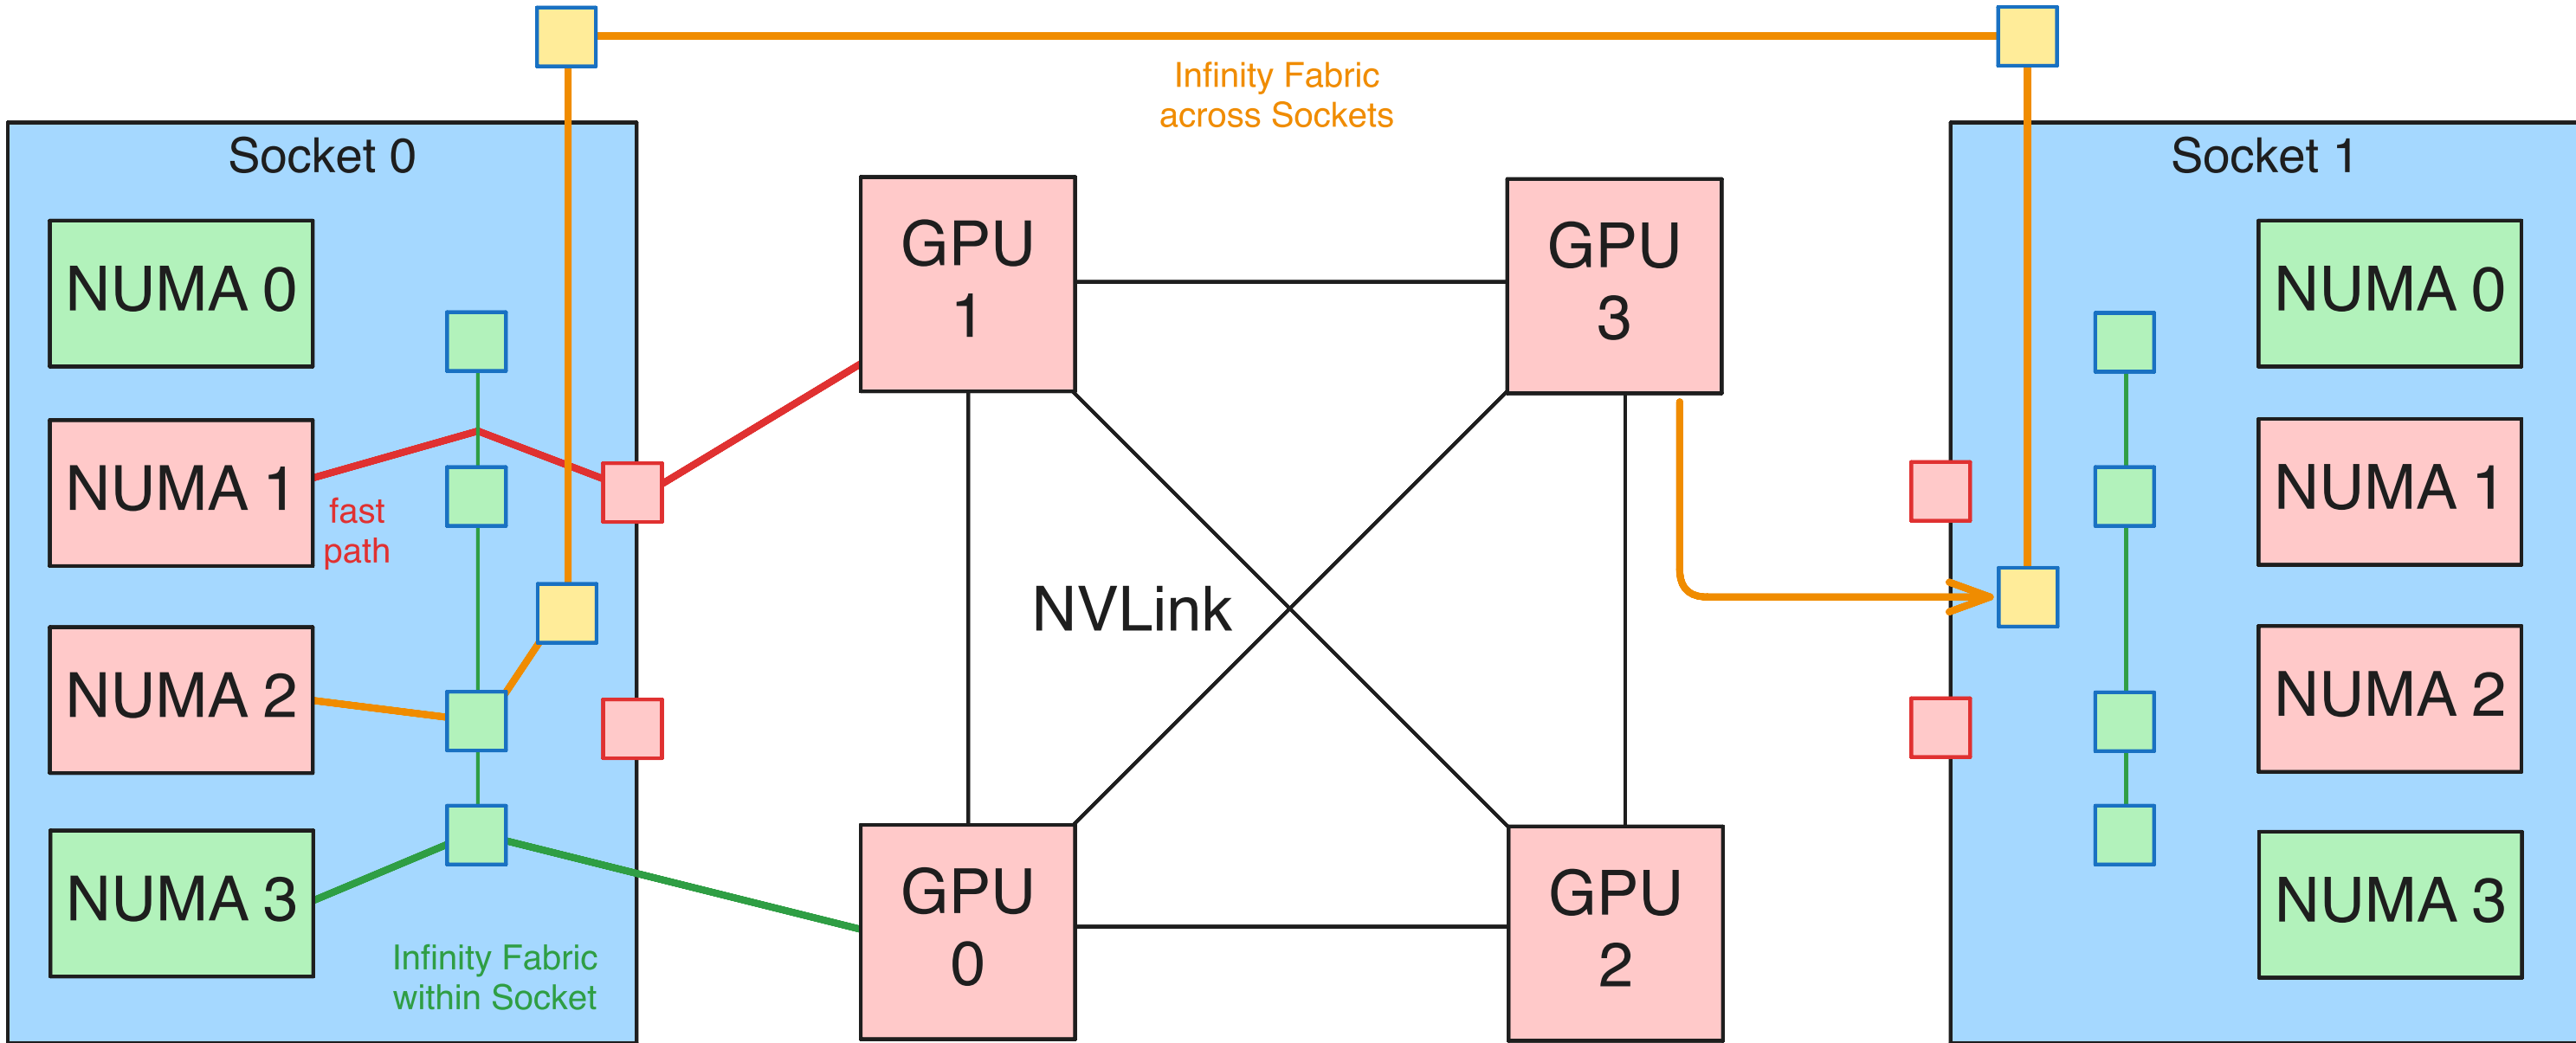 Infinity Fabric
across Sockets
Socket 0
NUMA 0
NUMA 1
fast
path
NUMA 2
NUMA 3
Infinity Fabric
within Socket
GPU
1
GPU
3
NVLink
GPU
0
GPU
2
Socket 1
NUMA 0
NUMA 1
NUMA 2
NUMA 3